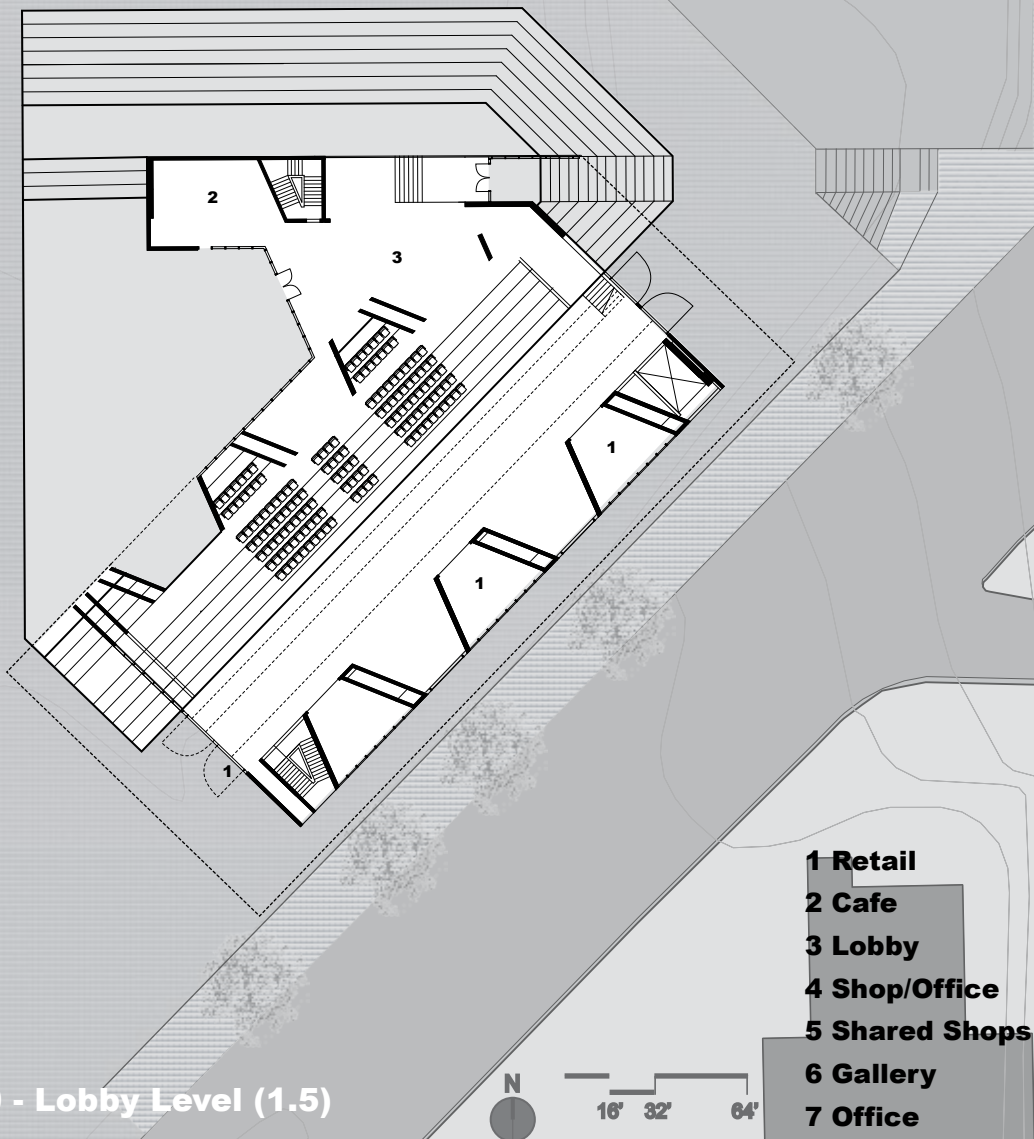 2
3
1
1
1
1 Retail
2 Cafe
3 Lobby
4 Shop/Office
5 Shared Shops
6 Gallery
7 Office
- Lobby Level (1.5)
N
16' 32' 64'